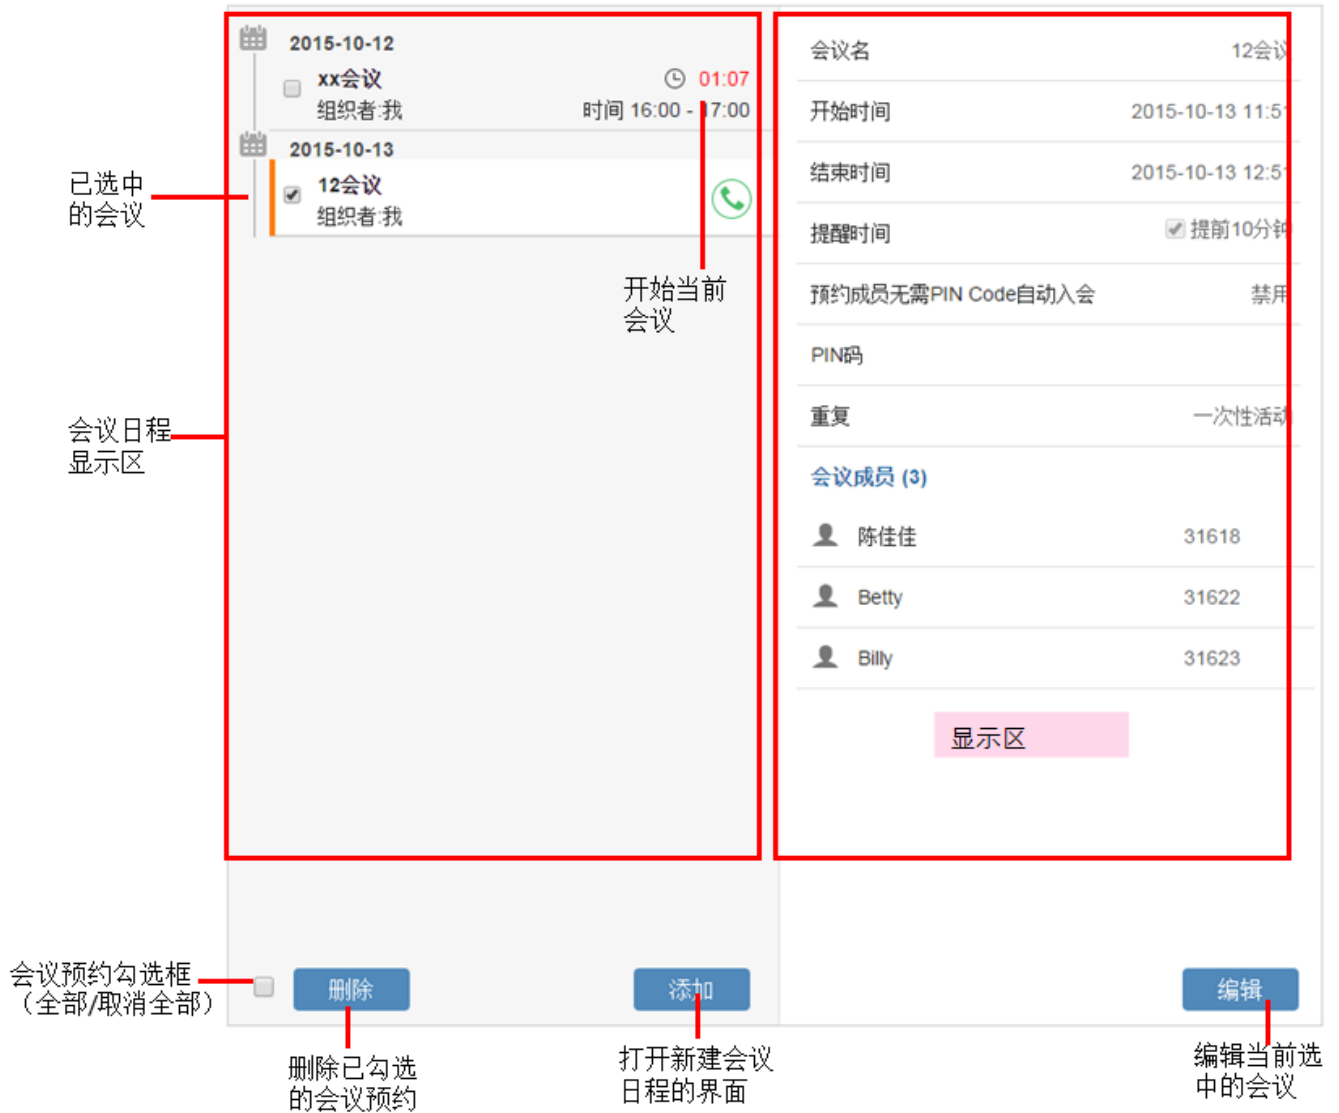 2015-10-12
xx会议
01:07
组织者:我
时间 16:00 - 17:00
2015-10-13
12会议
组织者:我
已选中
的会议
开始当前
会议
会议日程
显示区
会议名
12会议
开始时间
2015-10-13 11:51
结束时间
2015-10-13 12:51
提醒时间
提前10分钟
预约成员无需PIN Code自动入会
禁用
PIN码
重复
一次性活动
会议成员 (3)
陈佳佳
31618
Betty
31622
Billy
31623
显示区
会议预约勾选框
（全部/取消全部）
删除
添加
编辑
删除已勾选
的会议预约
打开新建会议
日程的界面
编辑当前选
中的会议